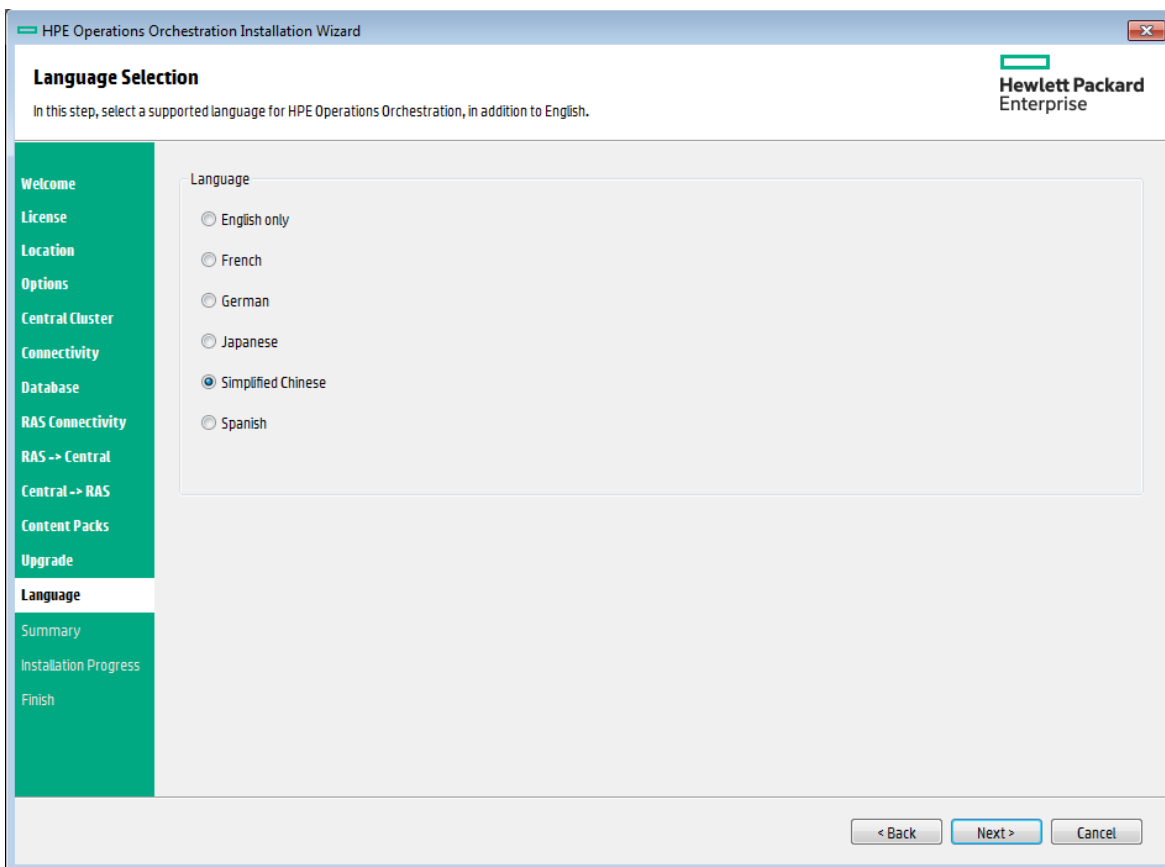 HPE Operations Orchestration Installation Wizard
Language Selection
In this step, select a supported language for HPE Operations Orchestration, in addition to English.
Hewlett Packard
Enterprise
Welcome
License
Location
Options
Central Cluster
Connectivity
Database
RAS Connectivity
RAS -> Central
Central -> RAS
Content Packs
Upgrade
Language
Summary
Installation Progress
Finish
Language
English only
French
German
Japanese
Simplified Chinese
Spanish
< Back
Next >
Cancel